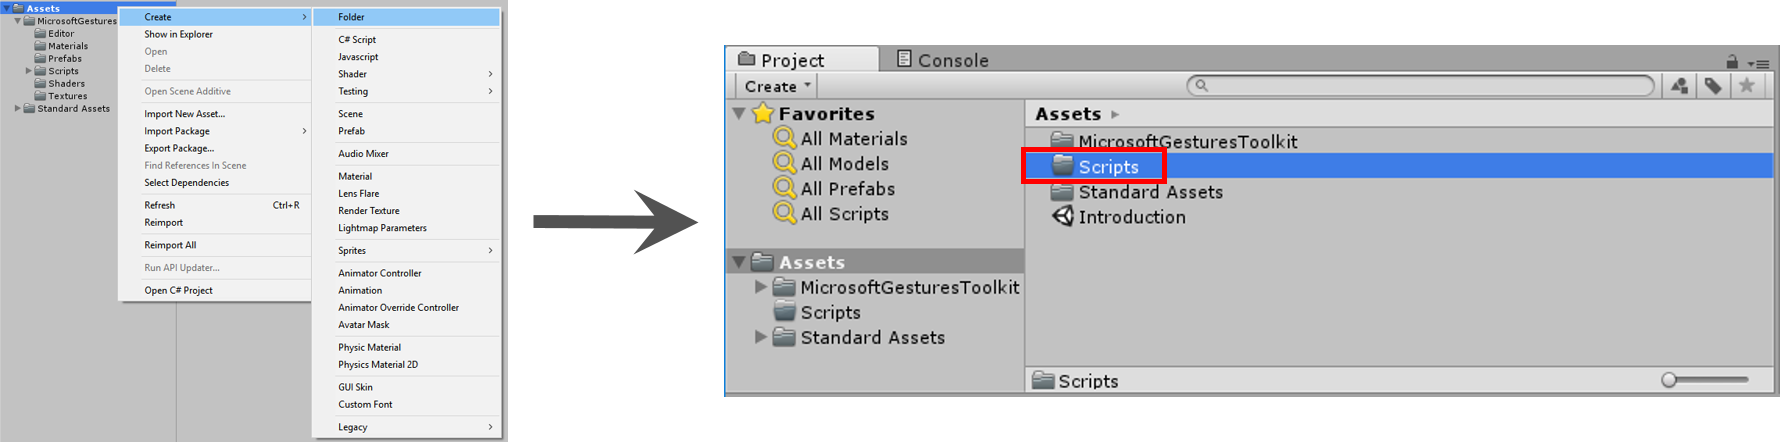 Assets
MicrosoftGestures
Editor
Materials
Prefabs
Scripts
Shaders
Textures
Standard Assets
Create
Show in Explorer
Open
Delete
Open Scene Additive
Import New Asset...
Import Package
Export Package...
Find References In Scene
Select Dependencies
Refresh Ctrl+R
Reimport
Reimport All
Run API Updater...
Open C# Project
Folder
C# Script
Javascript
Shader
Testing
Scene
Prefab
Audio Mixer
Material
Lens Flare
Render Texture
Lightmap Parameters
Sprites
Animator Controller
Animation
Animator Override Controller
Avatar Mask
Physic Material
Physics Material 2D
GUI Skin
Custom Font
Legacy
Project
Console
Create
Favorites
All Materials
All Models
All Prefabs
All Scripts
Assets
MicrosoftGesturesToolkit
Scripts
Standard Assets
Assets
MicrosoftGesturesToolkit
Scripts
Standard Assets
Introduction
Scripts